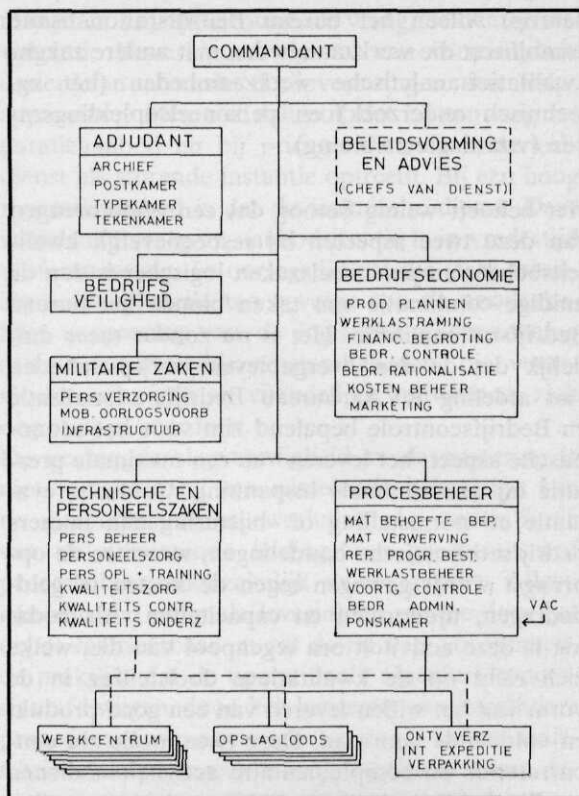 COMMANDANT
ADJUDANT
ARCHIEF
POSTKAMER
TYPEKAMER
TEKENKAMER
BELEIDSVORMING
EN ADVIES
(CHEFS VAN DIENST)
BEDRIJFS
VEILIGHEID
BEDRIJFS-ECONOMIE
PROD PLANNEN
WERKLASTRAMING
FINANC. BEGROTING
BEDR. CONTROLE
BEDR. RATIONALISATIE
KOSTEN BEHEER
MARKETING
MILITAIRE ZAKEN
PERS VERZORGING
MOB. OORLOGSVOORB
INFRASTRUCTUUR
TECHNISCHE EN
PERSONEELSZAKEN
PERS BEHEER
PERSONEELSZORG
PERS OPL + TRAINING
KWALITEITSZORG
KWALITEITS CONTR.
KWALITEITS ONDERZ.
PROCESBEHEER
MAT BEHOEFTE BEP.
MAT VERWERVING
REP. PROGR. BEST.
WERKLASTBEHEER
VOORTG. CONTROLE
BEDR ADMIN.
PONSKAMER
VAC
WERKCENTRUM
OPSLAGLOODS
ONTV VERZ
INT EXPEDITIE
VERPAKKING